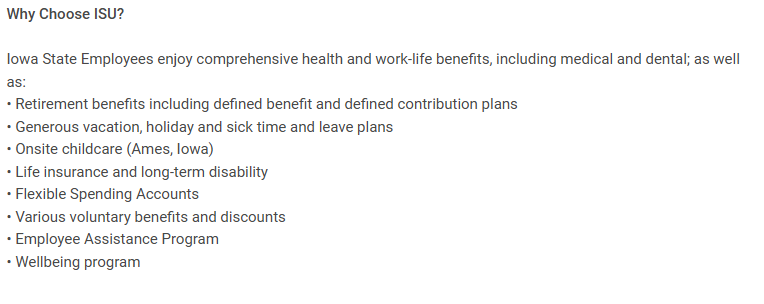 Why Choose ISU?
Iowa State Employees enjoy comprehensive health and work-life benefits, including medical and dental; as well
as:
• Retirement benefits including defined benefit and defined contribution plans
• Generous vacation, holiday and sick time and leave plans
• Onsite childcare (Ames, Iowa)
• Life insurance and long-term disability
• Flexible Spending Accounts
• Various voluntary benefits and discounts
• Employee Assistance Program
• Wellbeing program